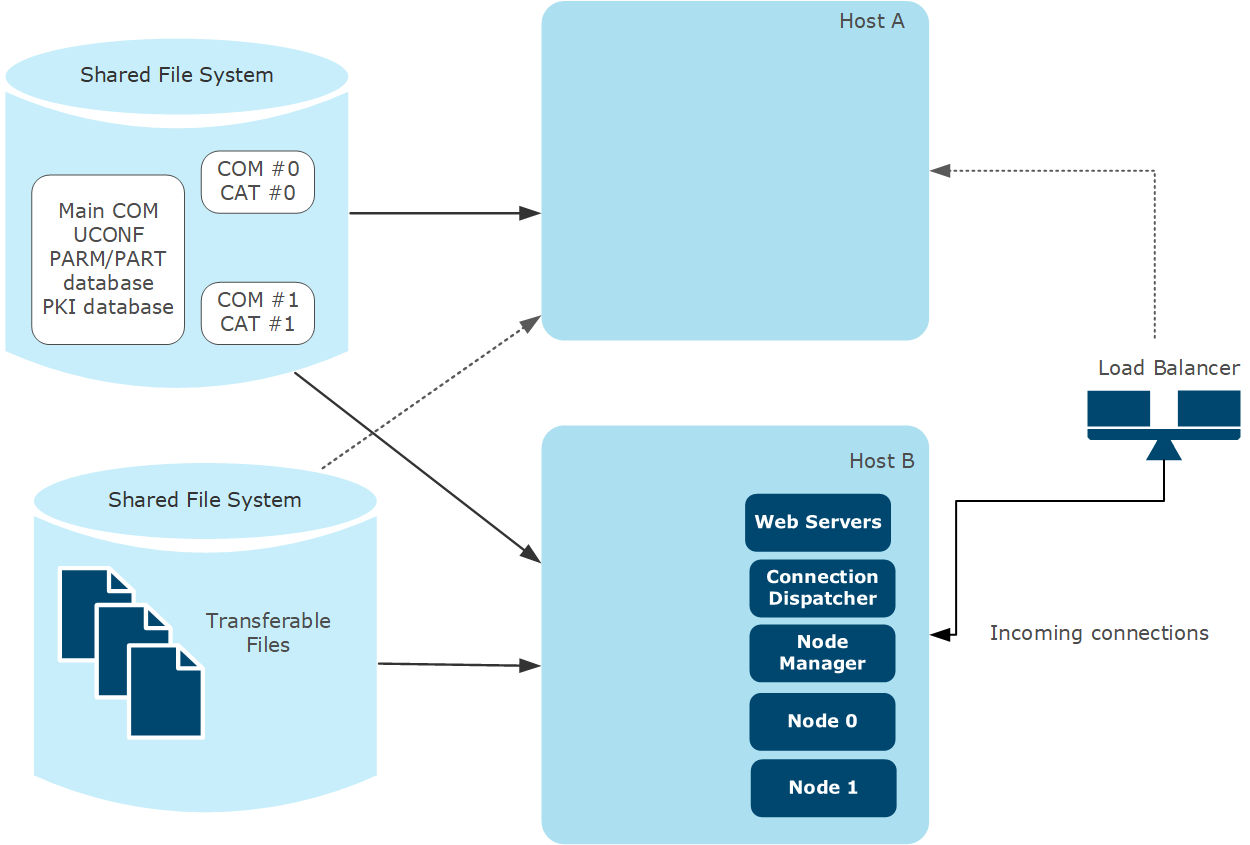 Host A
Shared File System
COM #0
CAT #0
Main COM
UCONF
PARM/PART
database
PKI database
COM #1
CAT #1
Load Balancer
Host B
Shared File System
Web Servers
Connection
Dispatcher
Transferable
Files
Incoming connections
Node
Manager
Node 0
Node 1